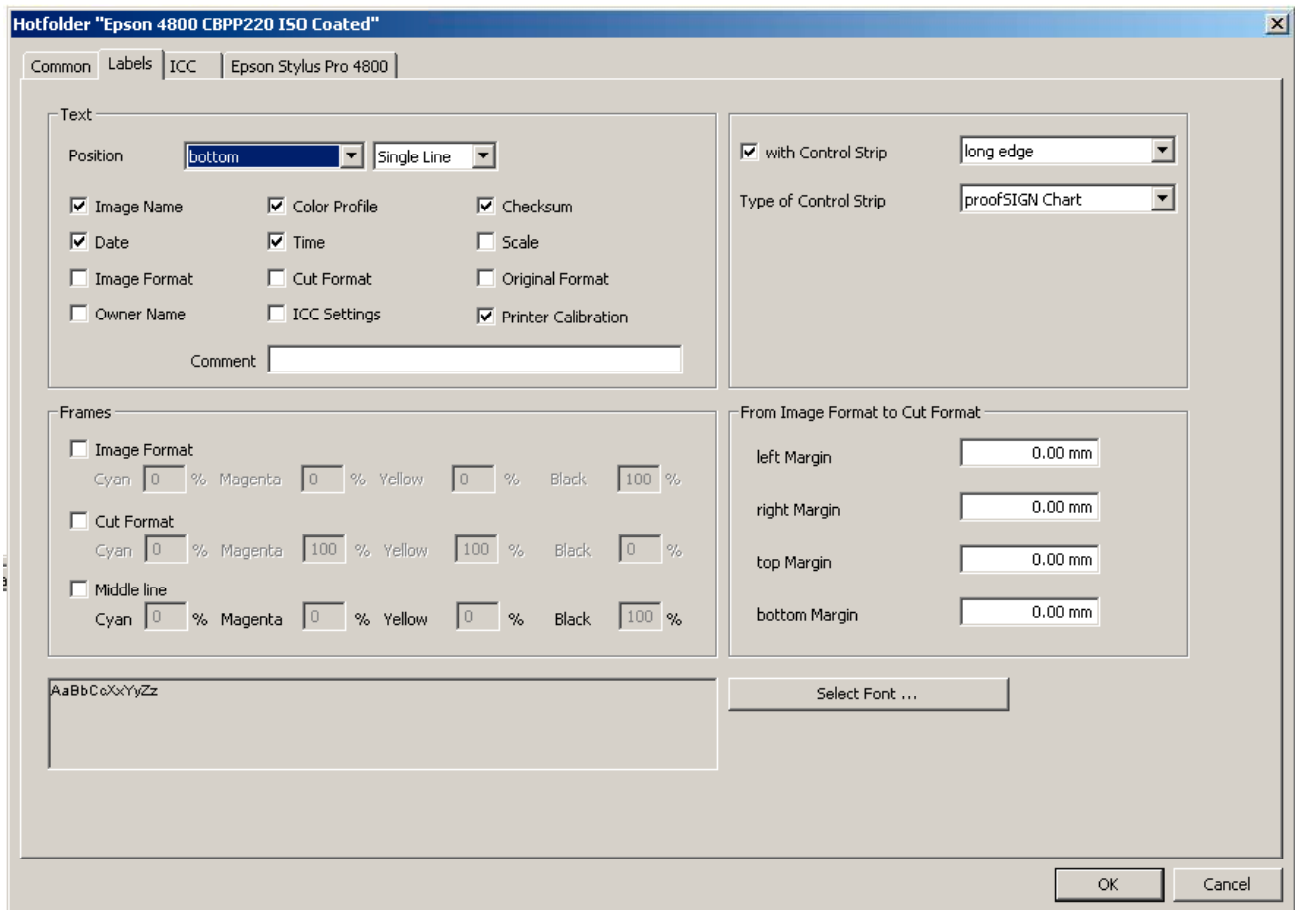 Hotfolder "Epson 4800 CBPP220 ISO Coated"
Common Labels ICC Epson Stylus Pro 4800
Text
Position bottom Single Line
Image Name Color Profile Checksum
Date Time Scale
Image Format Cut Format Original Format
Owner Name ICC Settings Printer Calibration
Comment
with Control Strip long edge
Type of Control Strip proofSIGN Chart
Frames
Image Format
Cyan 0 % Magenta 0 % Yellow 0 % Black 100 %
Cut Format
Cyan 0 % Magenta 100 % Yellow 100 % Black 0 %
Middle line
Cyan 0 % Magenta 0 % Yellow 0 % Black 100 %
From Image Format to Cut Format
left Margin 0.00 mm
right Margin 0.00 mm
top Margin 0.00 mm
bottom Margin 0.00 mm
AaBbCcXxYyZz
Select Font ...
OK Cancel